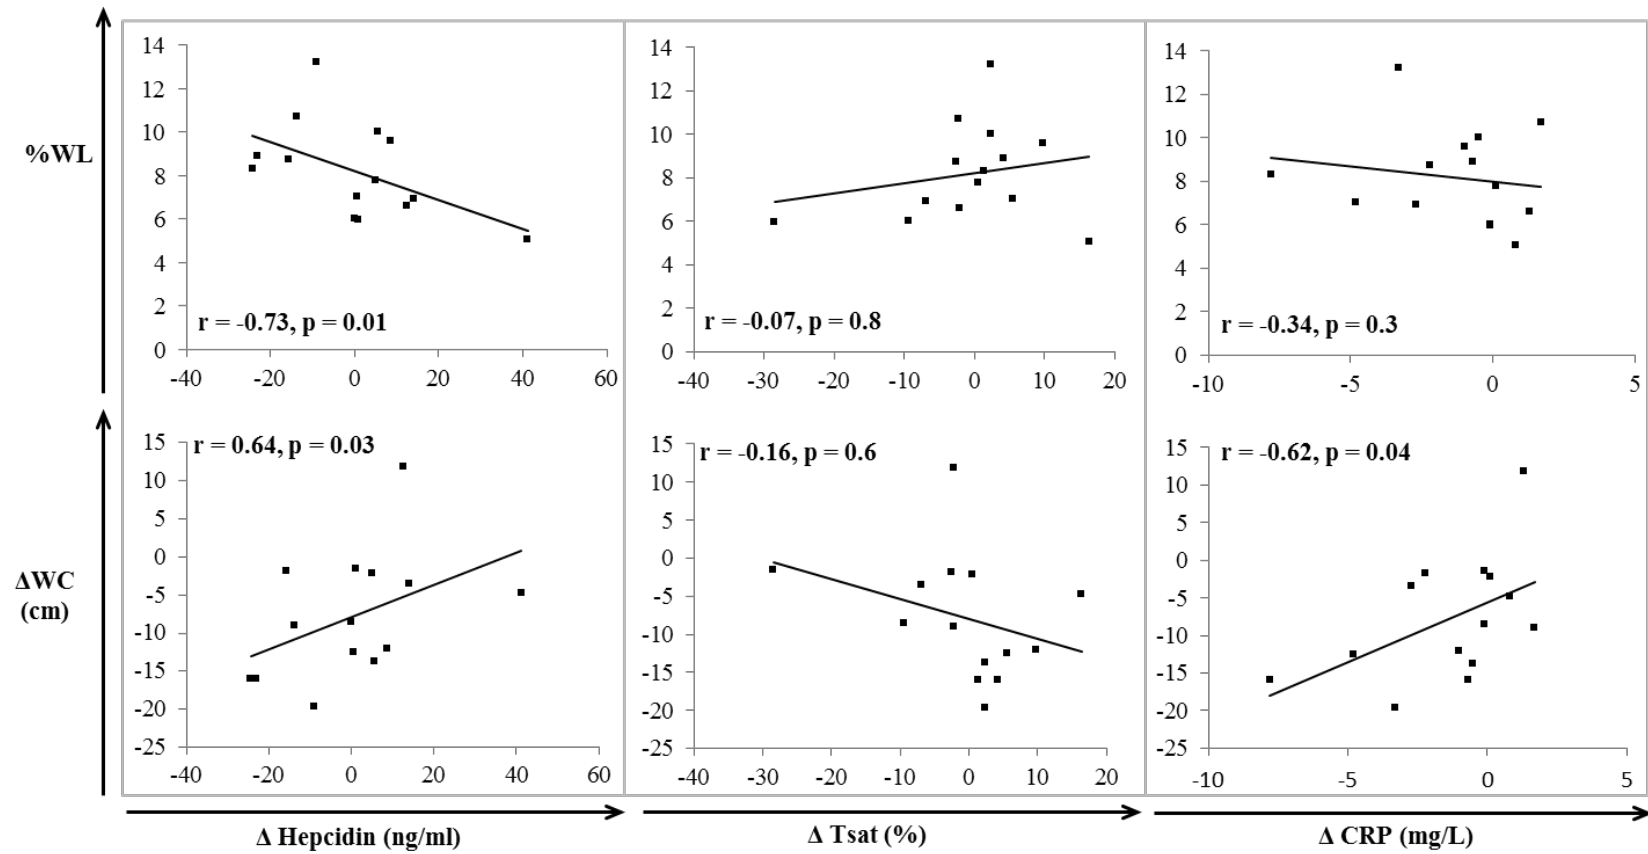 %WL
14
12
10
8
6
4
2
0
-40 -20 0 20 40 60
r = -0.73, p = 0.01
14
12
10
8
6
4
2
0
-40 -30 -20 -10 0 10 20
r = -0.07, p = 0.8
14
12
10
8
6
4
2
0
-10 -5 0 5
r = -0.34, p = 0.3
ΔWC
(cm)
15
10
5
0
-5
-10
-15
-20
-25
-40 -20 0 20 40 60
r = 0.64, p = 0.03
15
10
5
0
-5
-10
-15
-20
-25
-40 -30 -20 -10 0 10 20
r = -0.16, p = 0.6
15
10
5
0
-5
-10
-15
-20
-25
-10 -5 0 5
r = -0.62, p = 0.04
Δ Hepcidin (ng/ml)
Δ Tsat (%)
Δ CRP (mg/L)